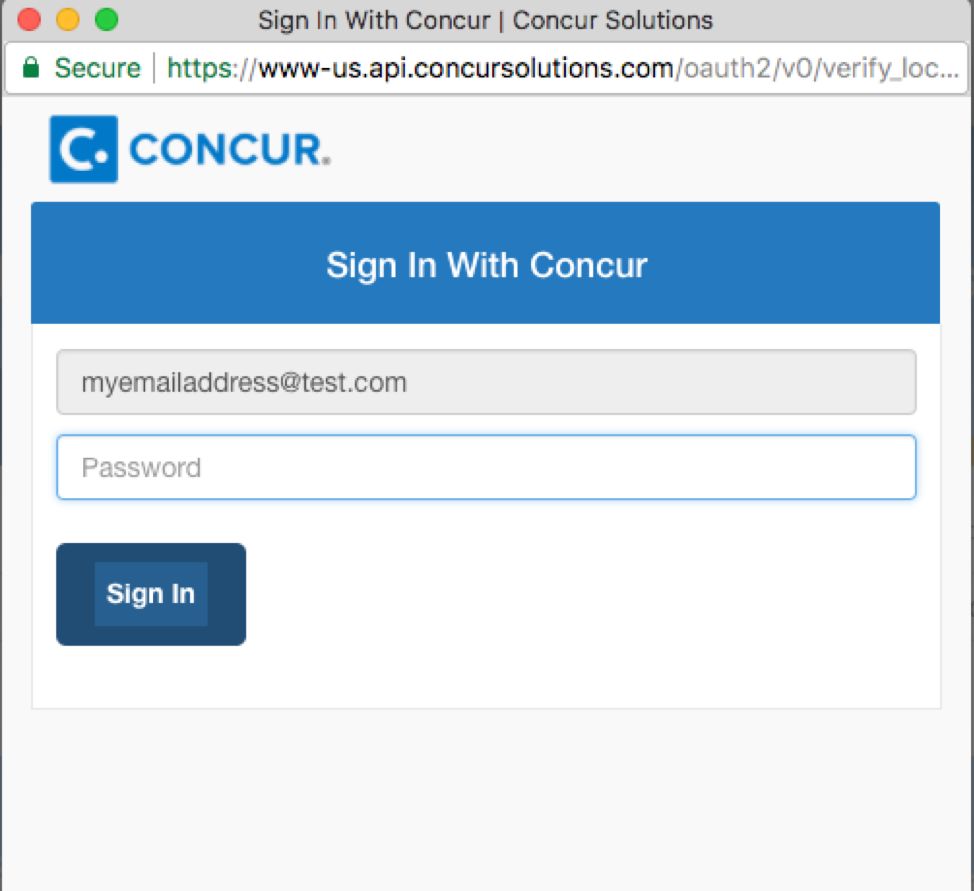 Sign In With Concur | Concur Solutions
Secure | https://www-us.api.concursolutions.com/oauth2/v0/verify_loc...
C. CONCUR.
Sign In With Concur
myemailaddress@test.com
Password
Sign In